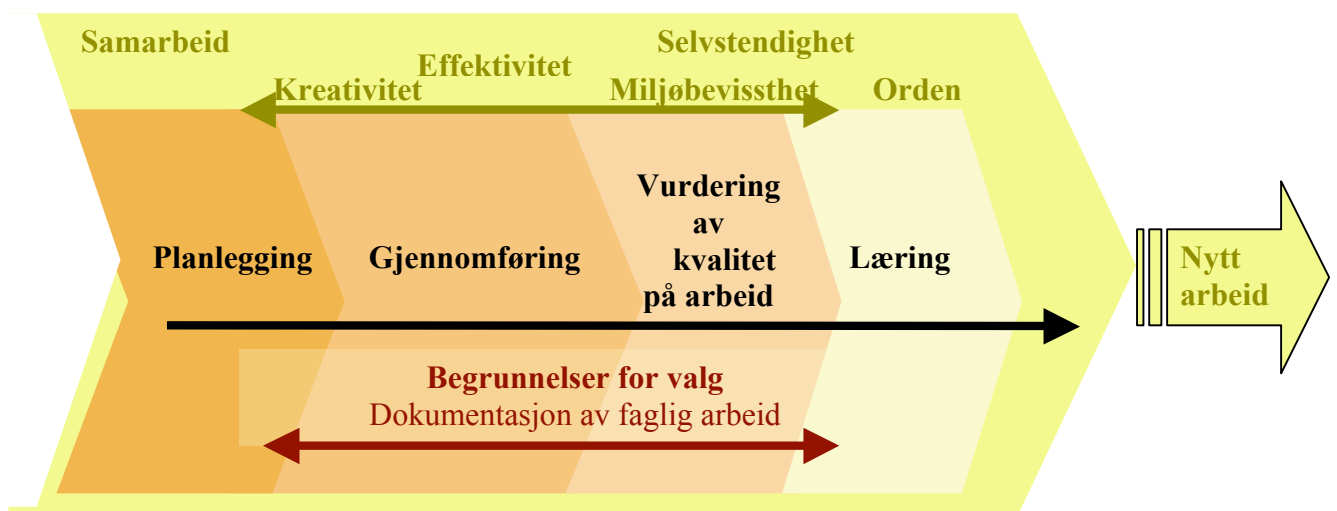 Samarbeid
Effektivitet
Selvstendighet
Kreativitet
Miljøbevissthet
Orden
Planlegging
Gjennomføring
Vurdering
av
kvalitet
på arbeid
Læring
Nytt
arbeid
Begrunnelser for valg
Dokumentasjon av faglig arbeid